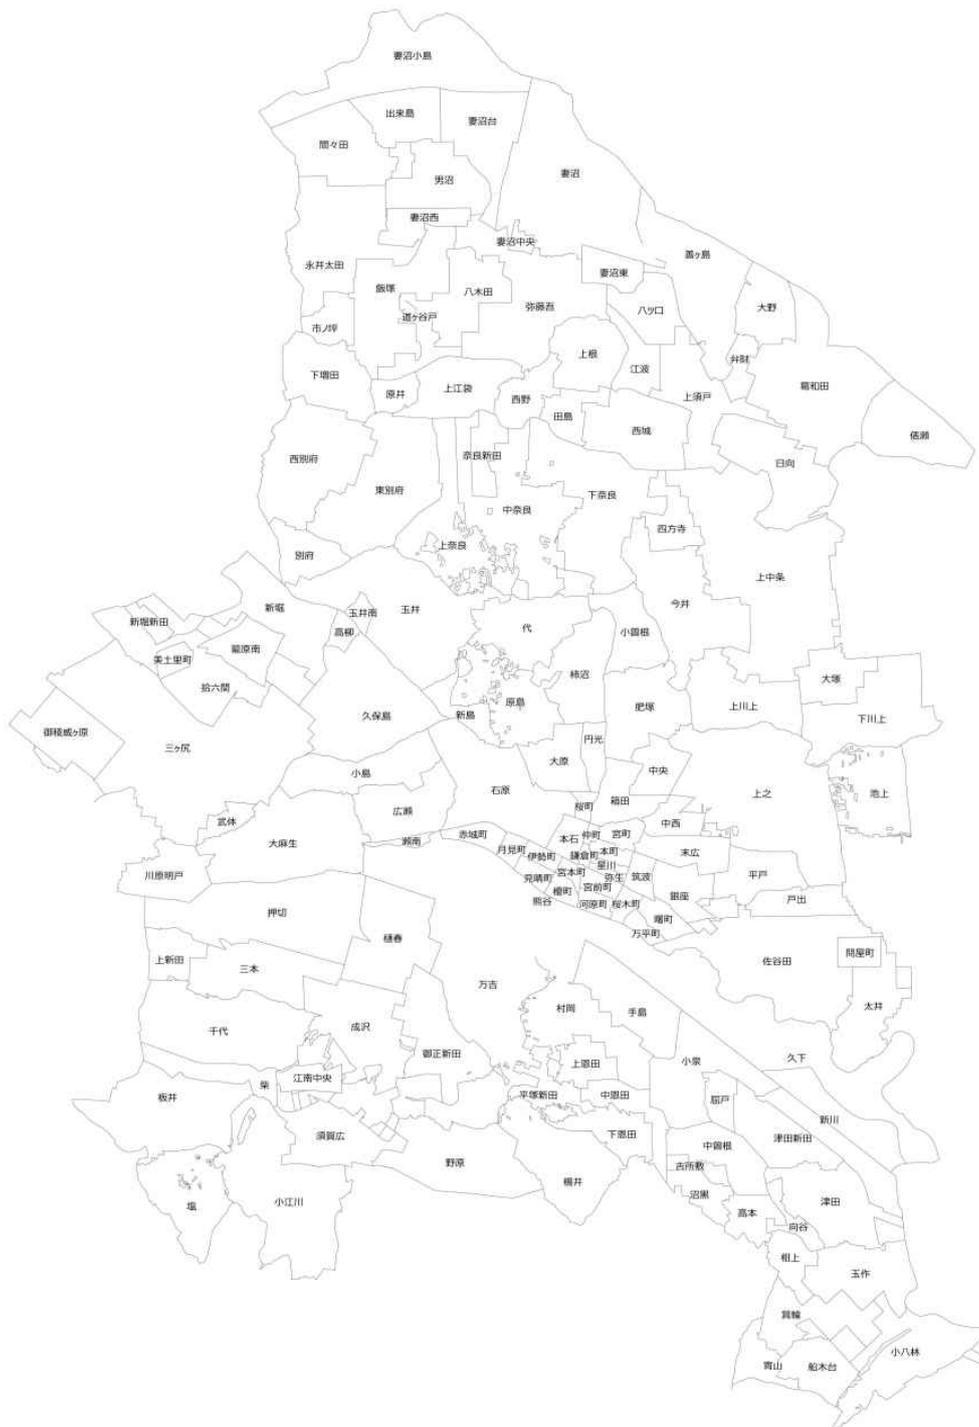 妻沼小島
出来島
妻沼台
間々田
妻沼
男沼
妻沼西
妻沼中央
善ヶ島
永井太田
妻沼東
飯塚
八木田
弥藤吾
八ツ口
大野
道ヶ谷戸
市ノ坪
上根
弁財
江波
下増田
原井
上江袋
西野
上須戸
葛和田
田島
西城
俵瀬
奈良新田
西別府
日向
東別府
中奈良
下奈良
四方寺
上奈良
別府
上中条
新堀
玉井南
玉井
今井
新堀新田
高柳
代
小曽根
籠原南
美土里町
拾六間
柿沼
大塚
原島
肥塚
上川上
久保島
新島
下川上
御稜威ヶ原
三ヶ尻
円光
大原
中央
小島
石原
上之
池上
箱田
桜町
広瀬
武体
中西
赤城町
本石
仲町
宮町
大麻生
瀬南
月見町
伊勢町
鎌倉町
本町
末広
星川
川原明戸
宮本町
見晴町
弥生
筑波
平戸
榎町
宮前町
銀座
熊谷
河原町
桜木町
戸出
押切
曙町
万平町
樋春
問屋町
上新田
三本
佐谷田
万吉
太井
村岡
手島
千代
成沢
御正新田
上恩田
小泉
久下
柴
江南中央
板井
平塚新田
中恩田
屈戸
新川
須賀広
下恩田
津田新田
中曽根
野原
古所敷
楊井
沼黒
塩
小江川
高本
津田
向谷
相上
玉作
箕輪
小八林
冑山
船木台